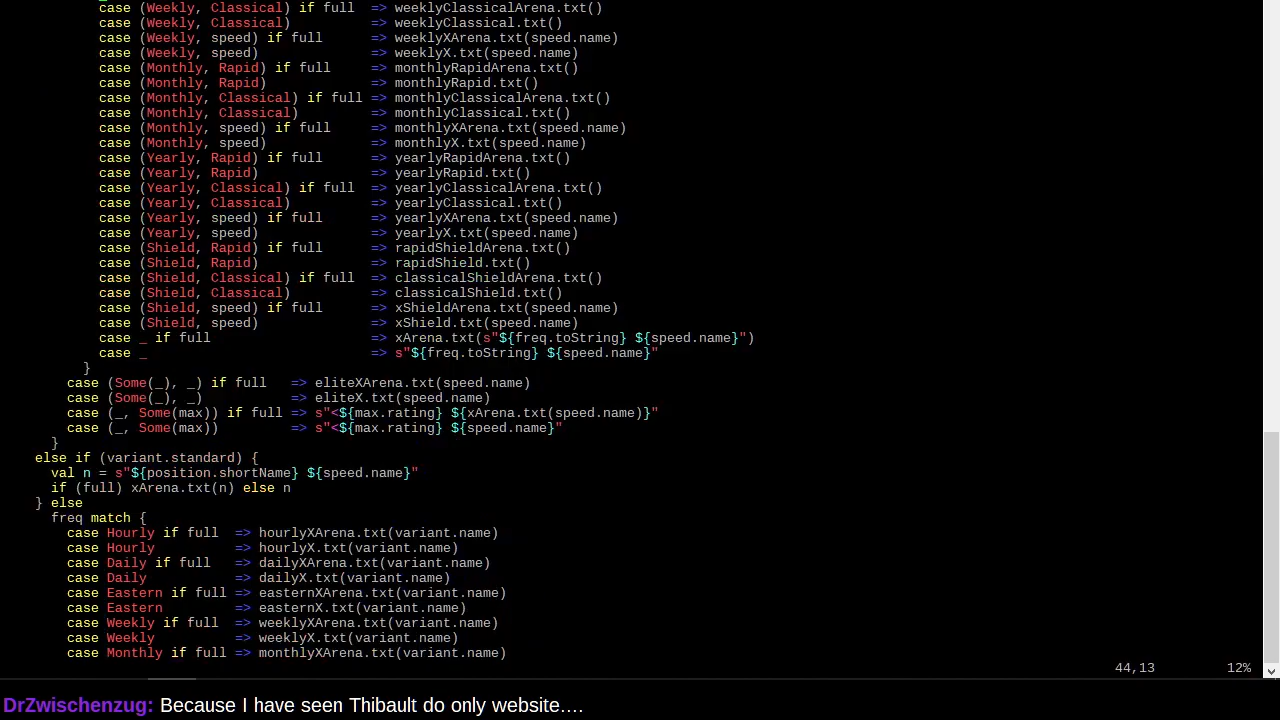 case (Weekly, Classical) if full  => weeklyClassicalArena.txt()
case (Weekly, Classical)          => weeklyClassical.txt()
case (Weekly, speed) if full      => weeklyXArena.txt(speed.name)
case (Weekly, speed)              => weeklyX.txt(speed.name)
case (Monthly, Rapid) if full     => monthlyRapidArena.txt()
case (Monthly, Rapid)             => monthlyRapid.txt()
case (Monthly, Classical) if full => monthlyClassicalArena.txt()
case (Monthly, Classical)         => monthlyClassical.txt()
case (Monthly, speed) if full     => monthlyXArena.txt(speed.name)
case (Monthly, speed)             => monthlyX.txt(speed.name)
case (Yearly, Rapid) if full      => yearlyRapidArena.txt()
case (Yearly, Rapid)              => yearlyRapid.txt()
case (Yearly, Classical) if full  => yearlyClassicalArena.txt()
case (Yearly, Classical)          => yearlyClassical.txt()
case (Yearly, speed) if full      => yearlyXArena.txt(speed.name)
case (Yearly, speed)              => yearlyX.txt(speed.name)
case (Shield, Rapid) if full      => rapidShieldArena.txt()
case (Shield, Rapid)              => rapidShield.txt()
case (Shield, Classical) if full  => classicalShieldArena.txt()
case (Shield, Classical)          => classicalShield.txt()
case (Shield, speed) if full      => xShieldArena.txt(speed.name)
case (Shield, speed)              => xShield.txt(speed.name)
case _ if full                    => xArena.txt(s"${freq.toString} ${speed.name}")
case _                            => s"${freq.toString} ${speed.name}"
}
case (Some(_), _) if full   => eliteXArena.txt(speed.name)
case (Some(_), _)           => eliteX.txt(speed.name)
case (_, Some(max)) if full => s"<${max.rating} ${xArena.txt(speed.name)}"
case (_, Some(max))         => s"<${max.rating} ${speed.name}"
}
else if (variant.standard) {
val n = s"${position.shortName} ${speed.name}"
if (full) xArena.txt(n) else n
} else
freq match {
case Hourly if full  => hourlyXArena.txt(variant.name)
case Hourly          => hourlyX.txt(variant.name)
case Daily if full   => dailyXArena.txt(variant.name)
case Daily           => dailyX.txt(variant.name)
case Eastern if full => easternXArena.txt(variant.name)
case Eastern         => easternX.txt(variant.name)
case Weekly if full  => weeklyXArena.txt(variant.name)
case Weekly          => weeklyX.txt(variant.name)
case Monthly if full => monthlyXArena.txt(variant.name)
44,13         12%
DrZwischenzug: Because I have seen Thibault do only website....